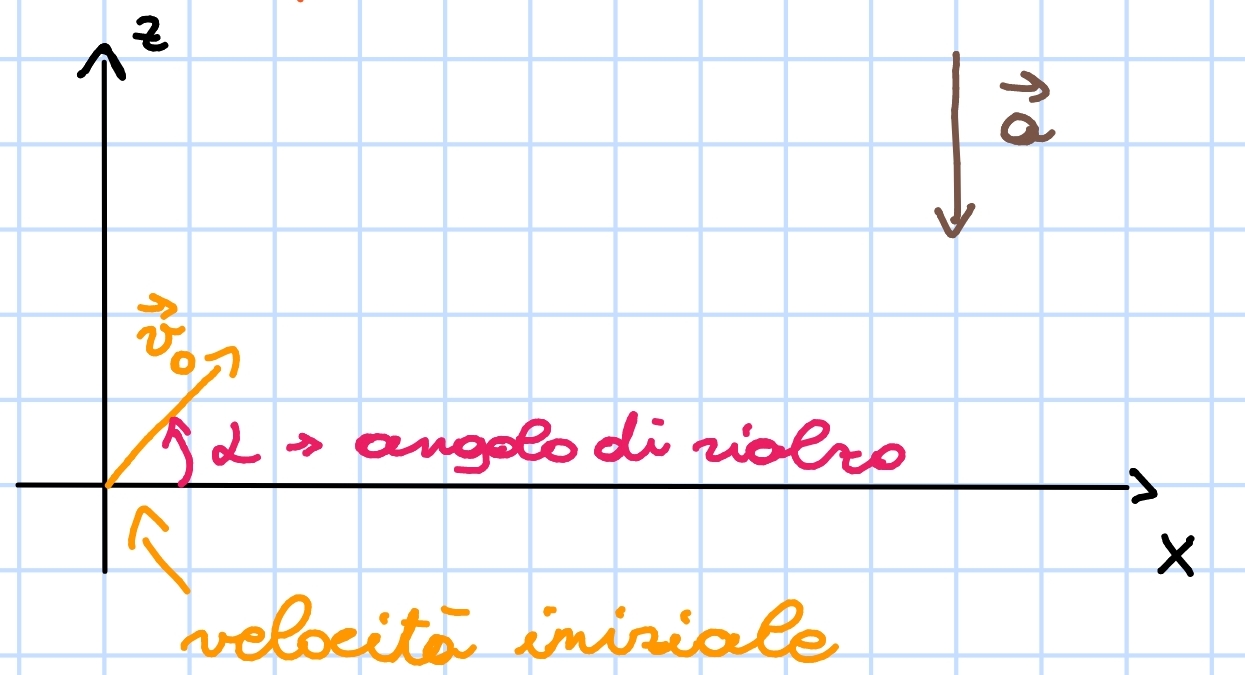 z
a⃗
v⃗₀
α → angolo di rialzo
x
velocità iniziale